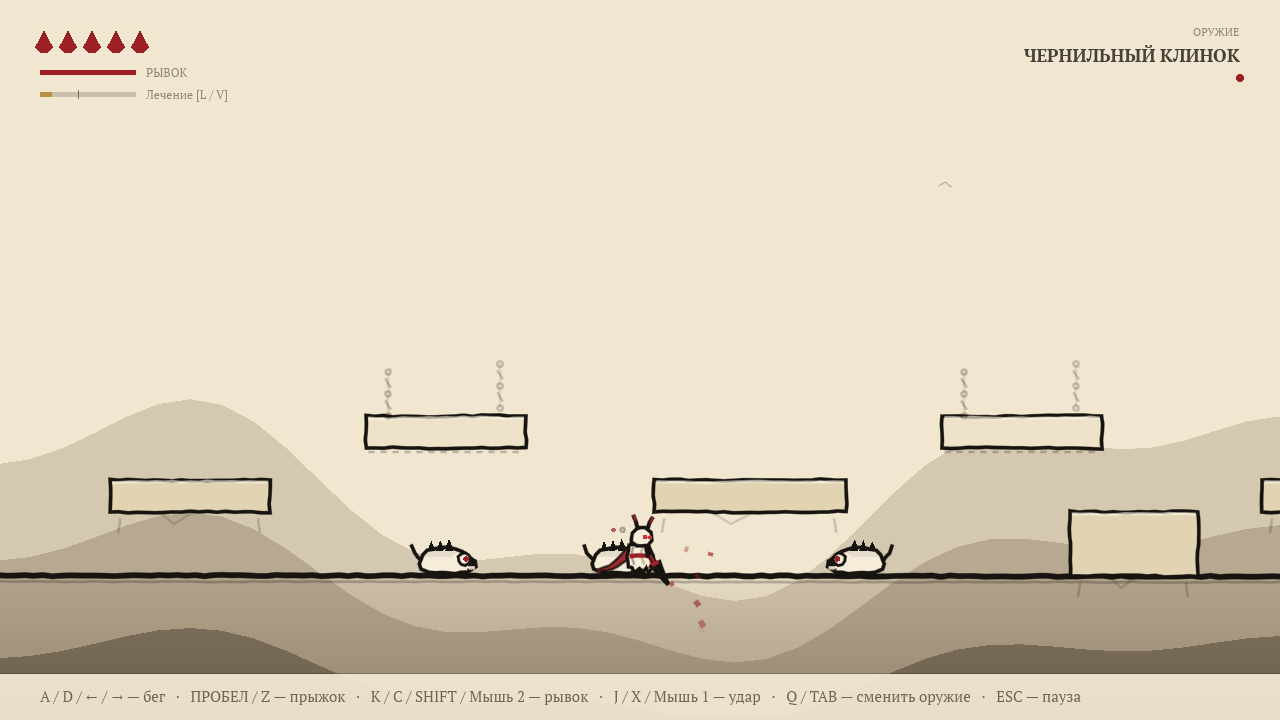 РЫВОК
Лечение [L / V]
ОРУЖИЕ
ЧЕРНИЛЬНЫЙ КЛИНОК
A / D / ← / → — бег · ПРОБЕЛ / Z — прыжок · K / C / SHIFT / Мышь 2 — рывок · J / X / Мышь 1 — удар · Q / TAB — сменить оружие · ESC — пауза